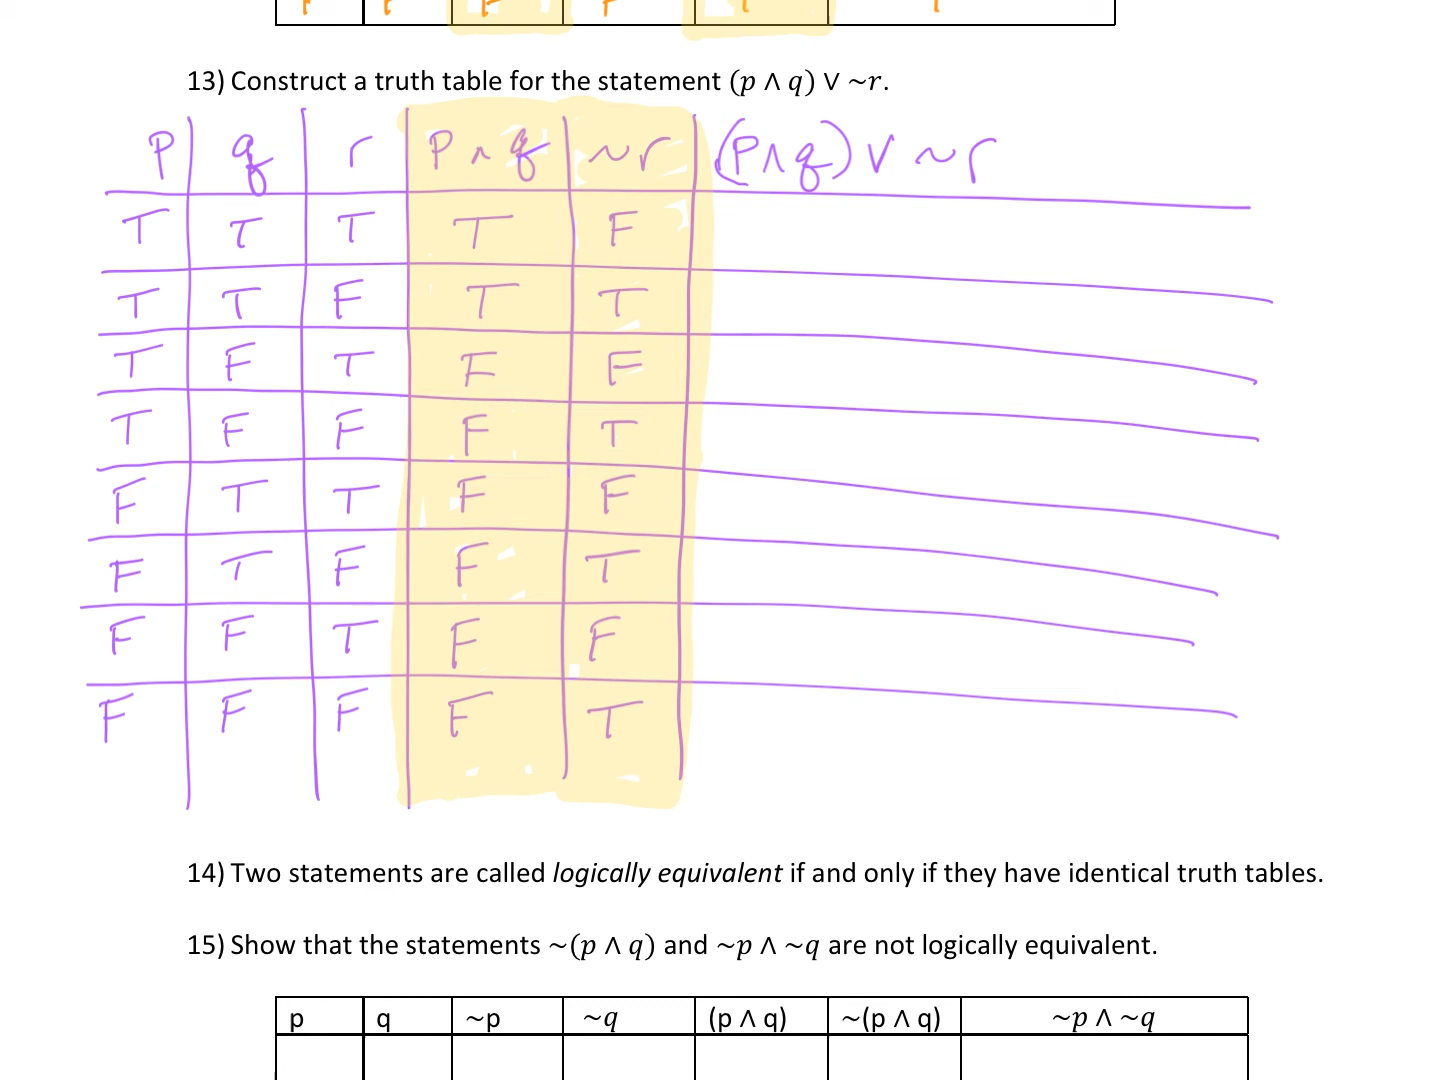 13) Construct a truth table for the statement (p ∧ q) ∨ ~r.
P q r P ∧ q ~r (P∧q) ∨ ~r
T T T T F
T T F T T
T F T F F
T F F F T
F T T F F
F T F F T
F F T F F
F F F F T
14) Two statements are called logically equivalent if and only if they have identical truth tables.
15) Show that the statements ~(p ∧ q) and ~p ∧ ~q are not logically equivalent.
p q ~p ~q (p ∧ q) ~(p ∧ q) ~p ∧ ~q